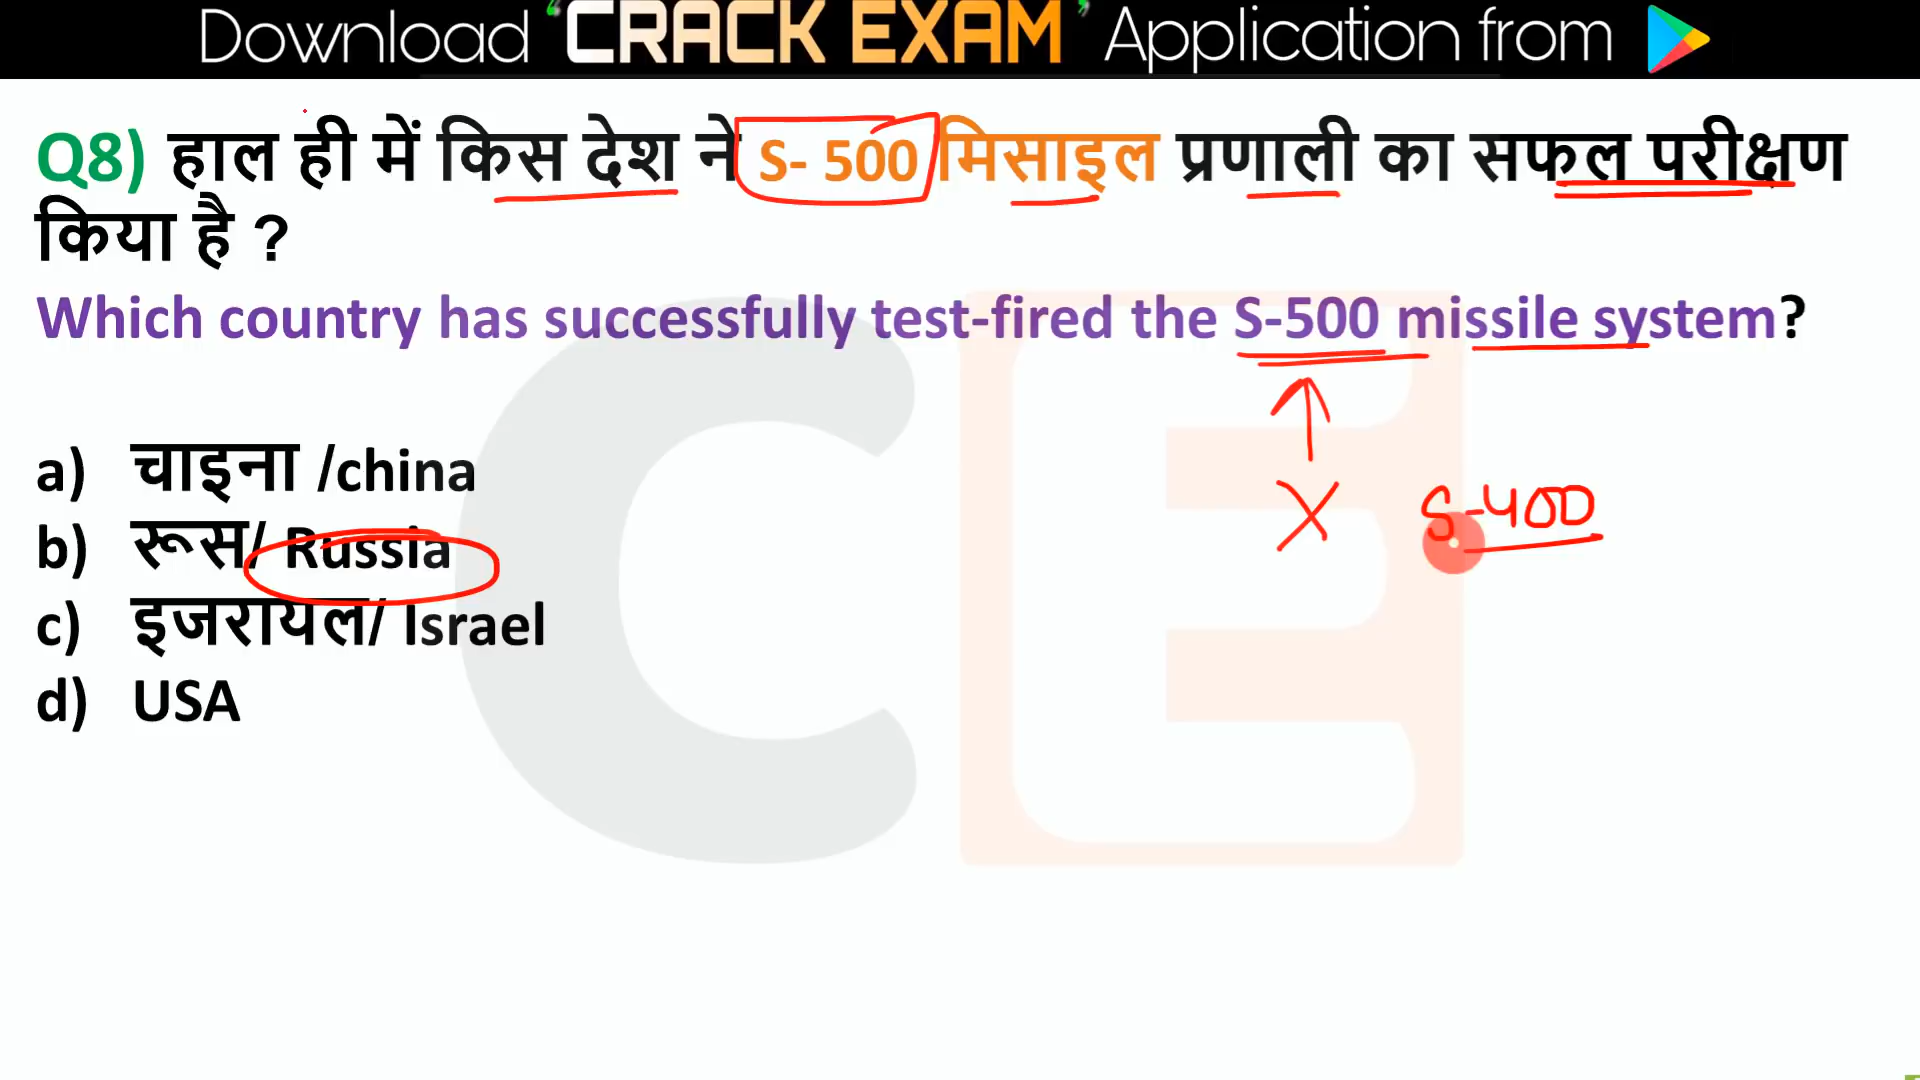 Download ‘CRACK EXAM’ Application from
Q8) हाल ही में किस देश ने S- 500 मिसाइल प्रणाली का सफल परीक्षण
किया है ?
Which country has successfully test-fired the S-500 missile system?
a) चाइना /china
b) रूस/ Russia
c) इजरायल/ Israel
d) USA
X S-400
CE